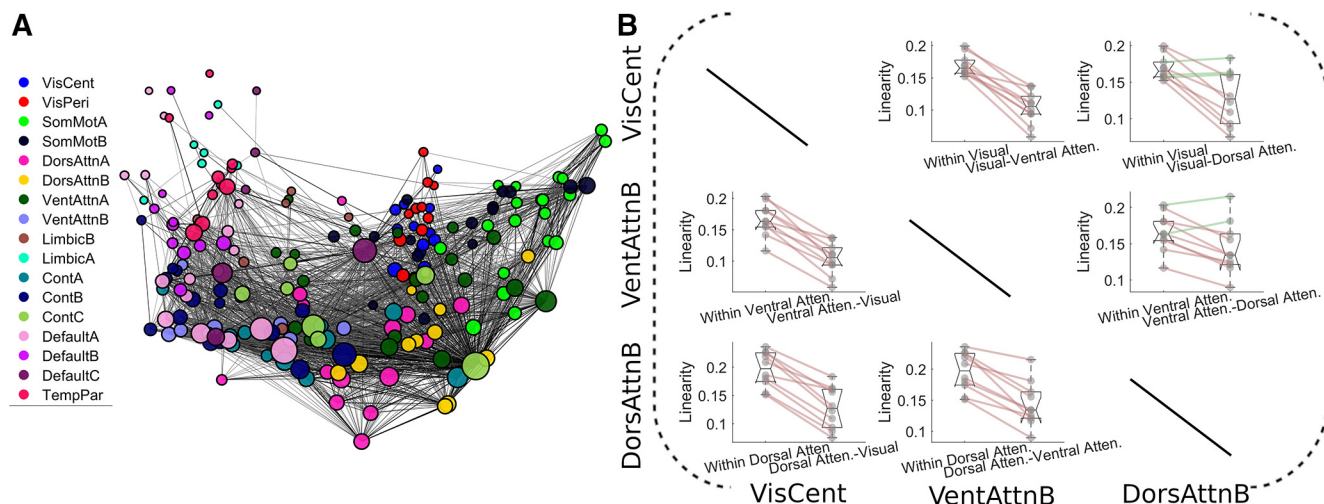 A
VisCent
VisPeri
SomMotA
SomMotB
DorsAttnA
DorsAttnB
VentAttnA
VentAttnB
LimbicB
LimbicA
ContA
ContB
ContC
DefaultA
DefaultB
DefaultC
TempPar
B
VisCent
Linearity
0.2
0.15
0.1
Within Visual
Visual-Ventral Atten.
Linearity
0.2
0.15
0.1
Within Visual
Visual-Dorsal Atten.
VentAttnB
Linearity
0.2
0.15
0.1
Within Ventral Atten.
Ventral Atten.-Visual
Linearity
0.2
0.15
0.1
Within Ventral Atten.
Ventral Atten.-Dorsal Atten.
DorsAttnB
Linearity
0.2
0.15
0.1
Within Dorsal Atten
Dorsal Atten.-Visual
Linearity
0.2
0.15
0.1
Within Dorsal Atten.
Dorsal Atten.-Ventral Atten.
VisCent
VentAttnB
DorsAttnB